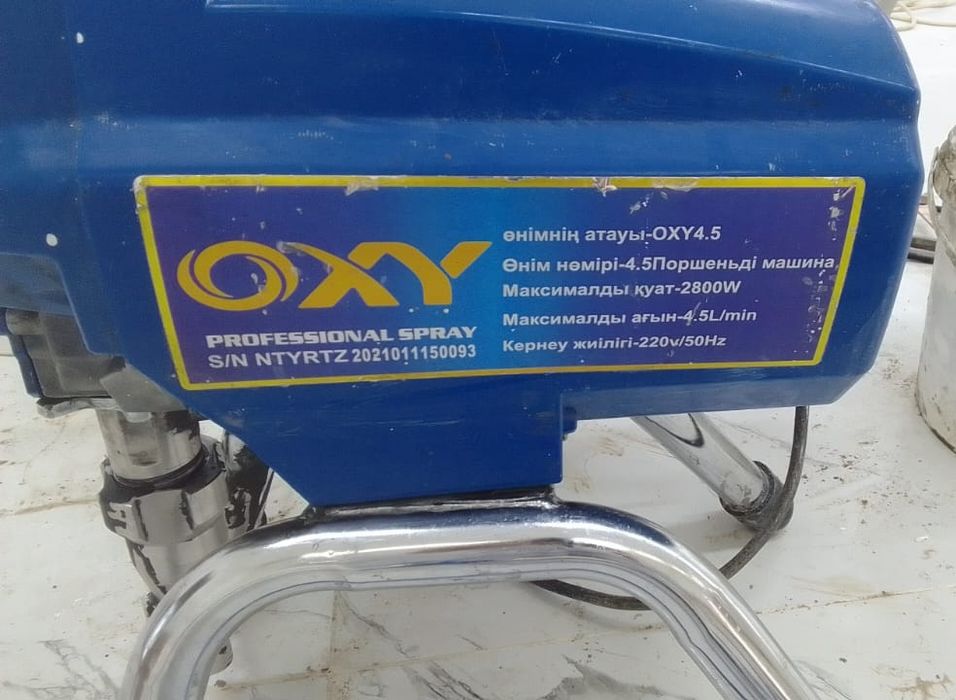 OXY
PROFESSIONAL SPRAY
S/N NTYRTZ 2021011150093
өнімнің атауы-OXY4.5
Өнім нөмірі-4.5Поршеньді машина
Максималды қуат-2800W
Максималды ағын-4.5L/min
Кернеу жиілігі-220v/50Hz